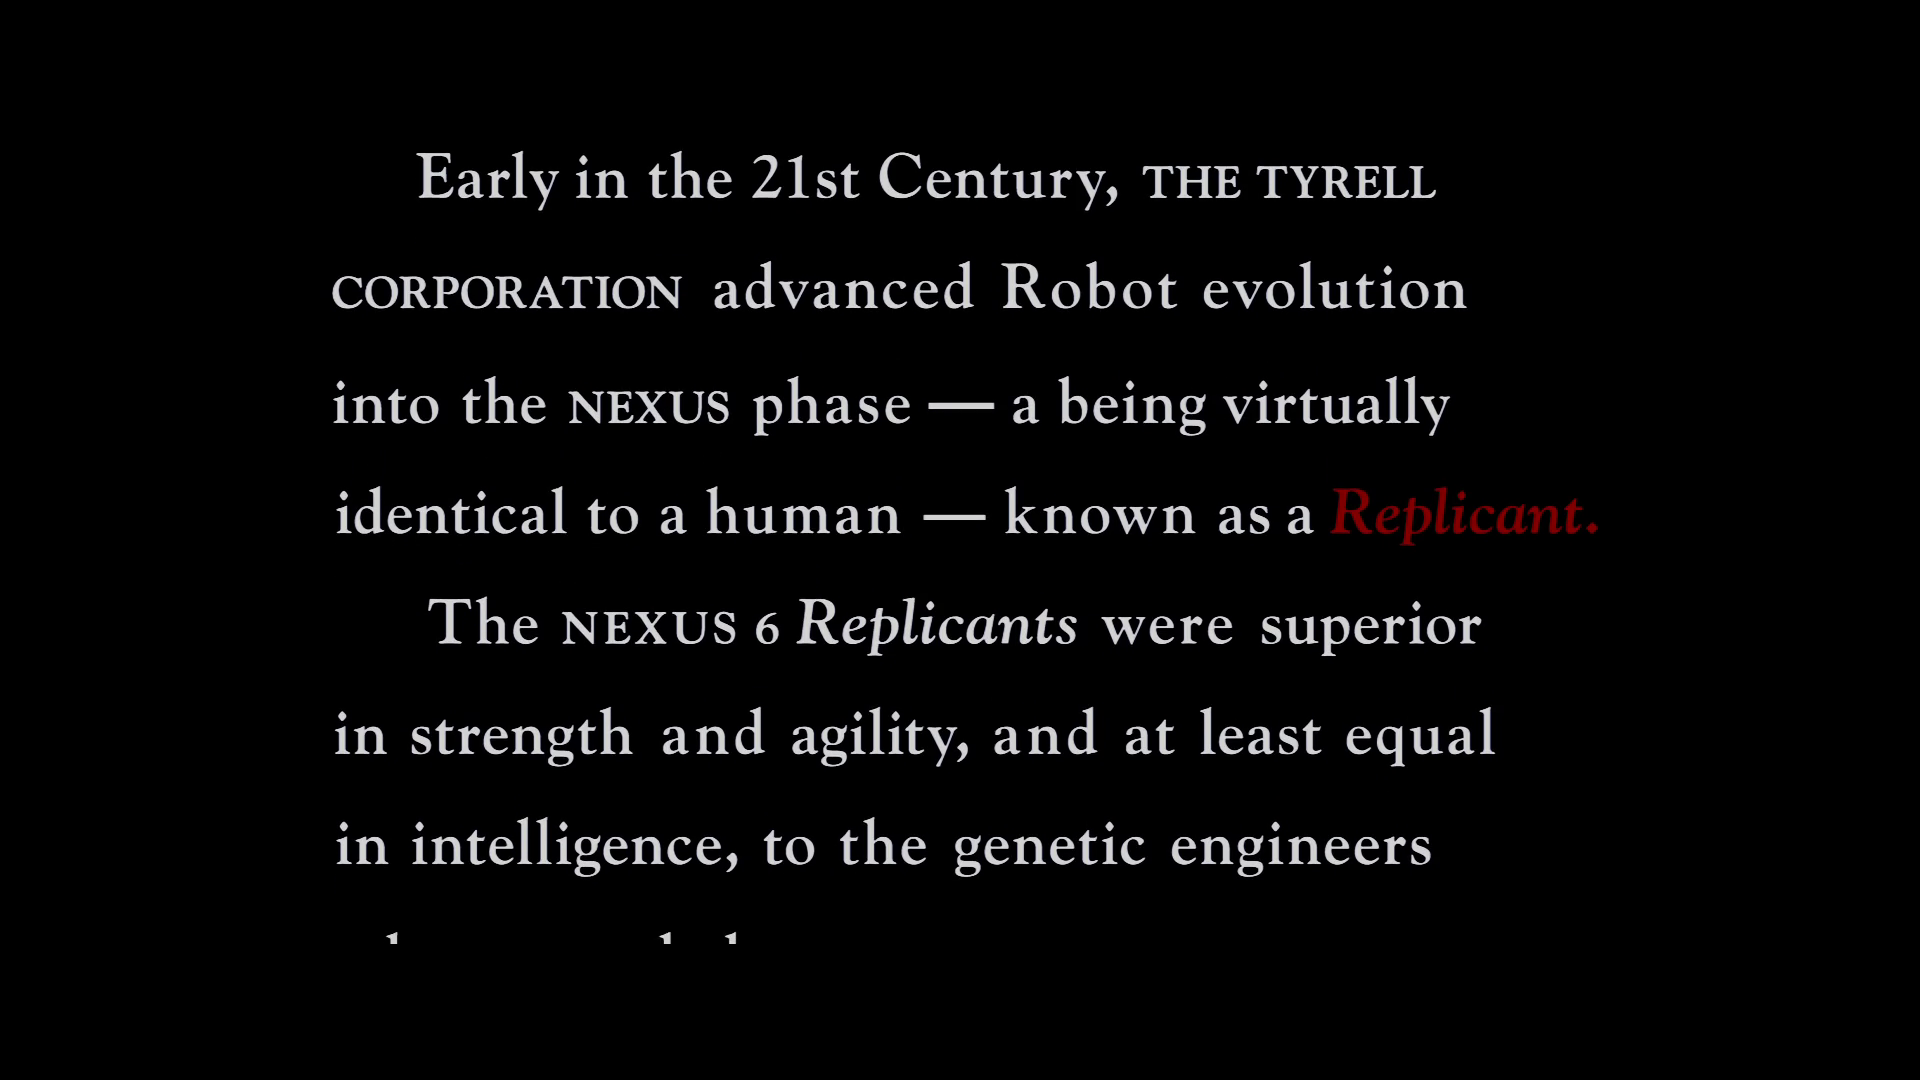 Early in the 21st Century, THE TYRELL
CORPORATION advanced Robot evolution
into the NEXUS phase — a being virtually
identical to a human — known as a Replicant.
The NEXUS 6 Replicants were superior
in strength and agility, and at least equal
in intelligence, to the genetic engineers